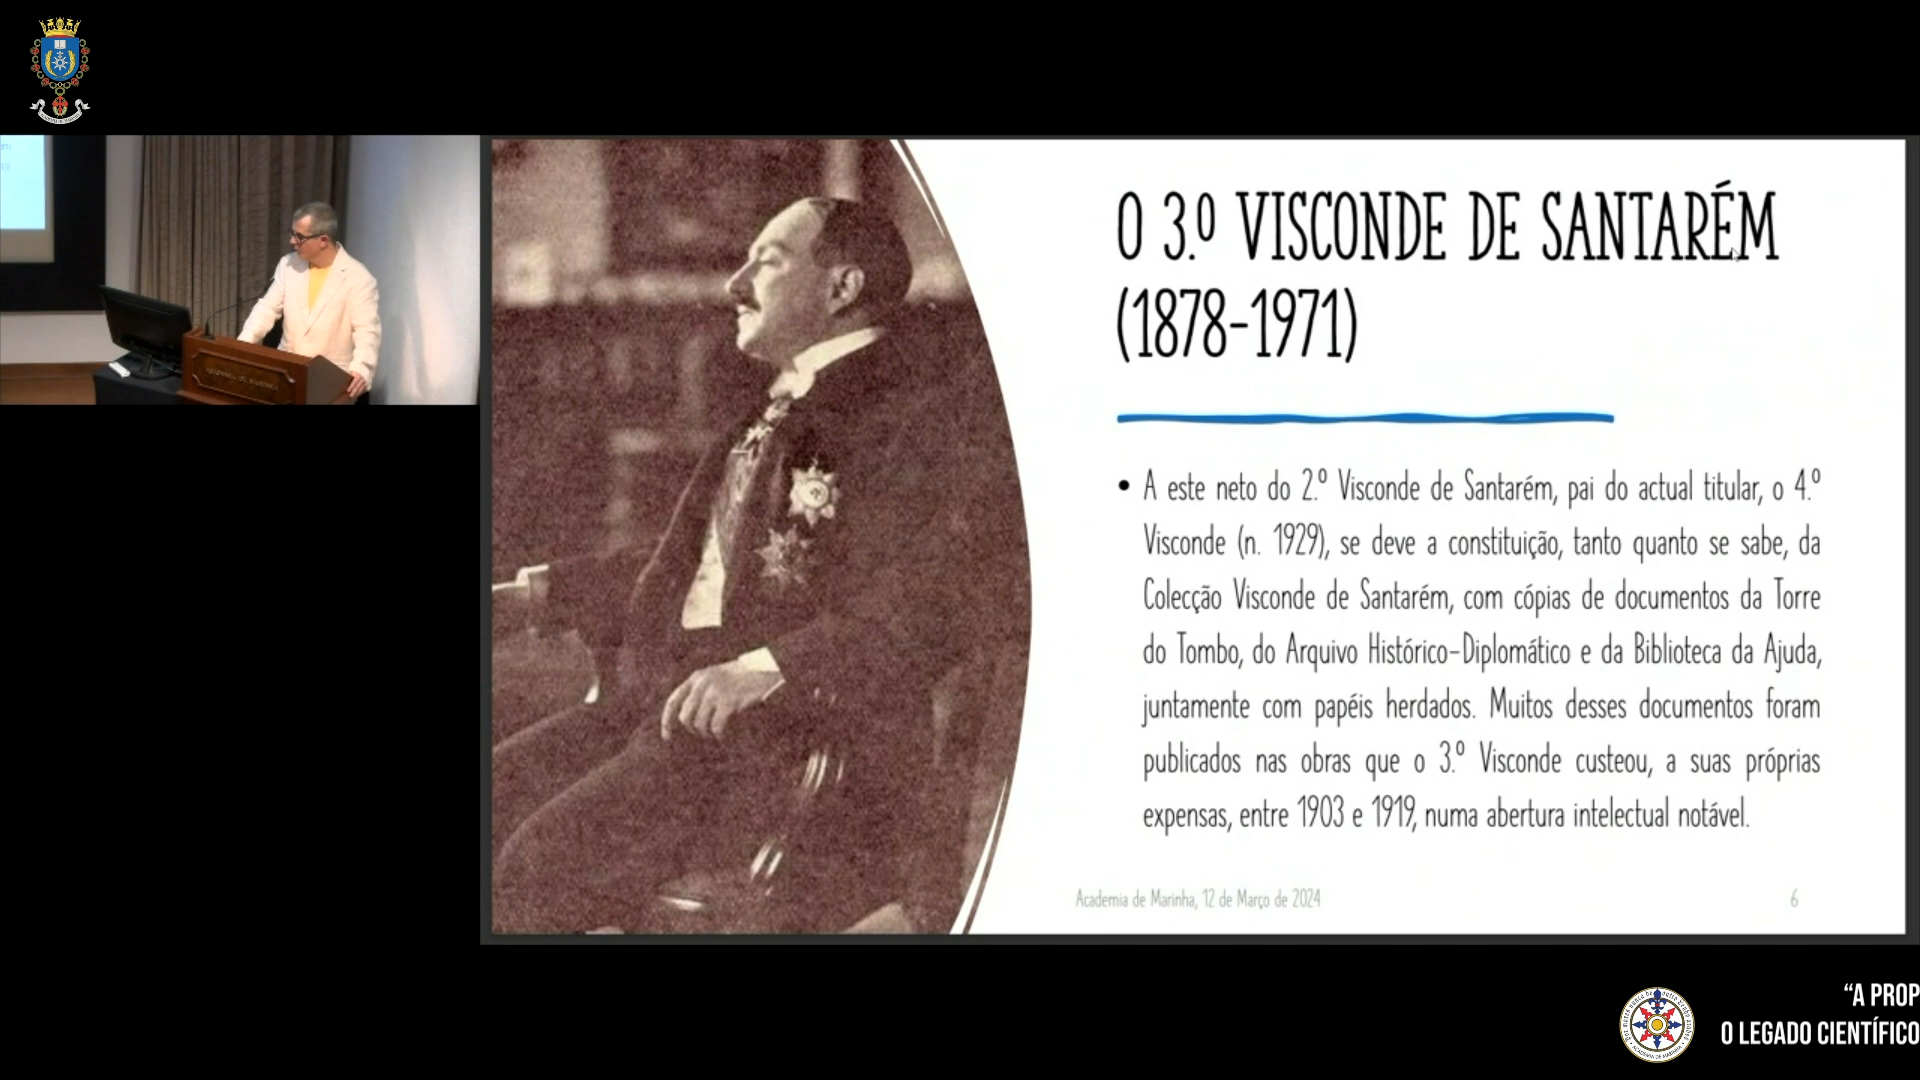 O 3.º VISCONDE DE SANTARÉM
(1878-1971)
• A este neto do 2.º Visconde de Santarém, pai do actual titular, o 4.º
Visconde (n. 1929), se deve a constituição, tanto quanto se sabe, da
Colecção Visconde de Santarém, com cópias de documentos da Torre
do Tombo, do Arquivo Histórico-Diplomático e da Biblioteca da Ajuda,
juntamente com papéis herdados. Muitos desses documentos foram
publicados nas obras que o 3.º Visconde custeou, a suas próprias
expensas, entre 1903 e 1919, numa abertura intelectual notável.
Academia de Marinha, 12 de Março de 2024
6
ACADEMIA DE MARINHA
“A PROP
O LEGADO CIENTÍFICO